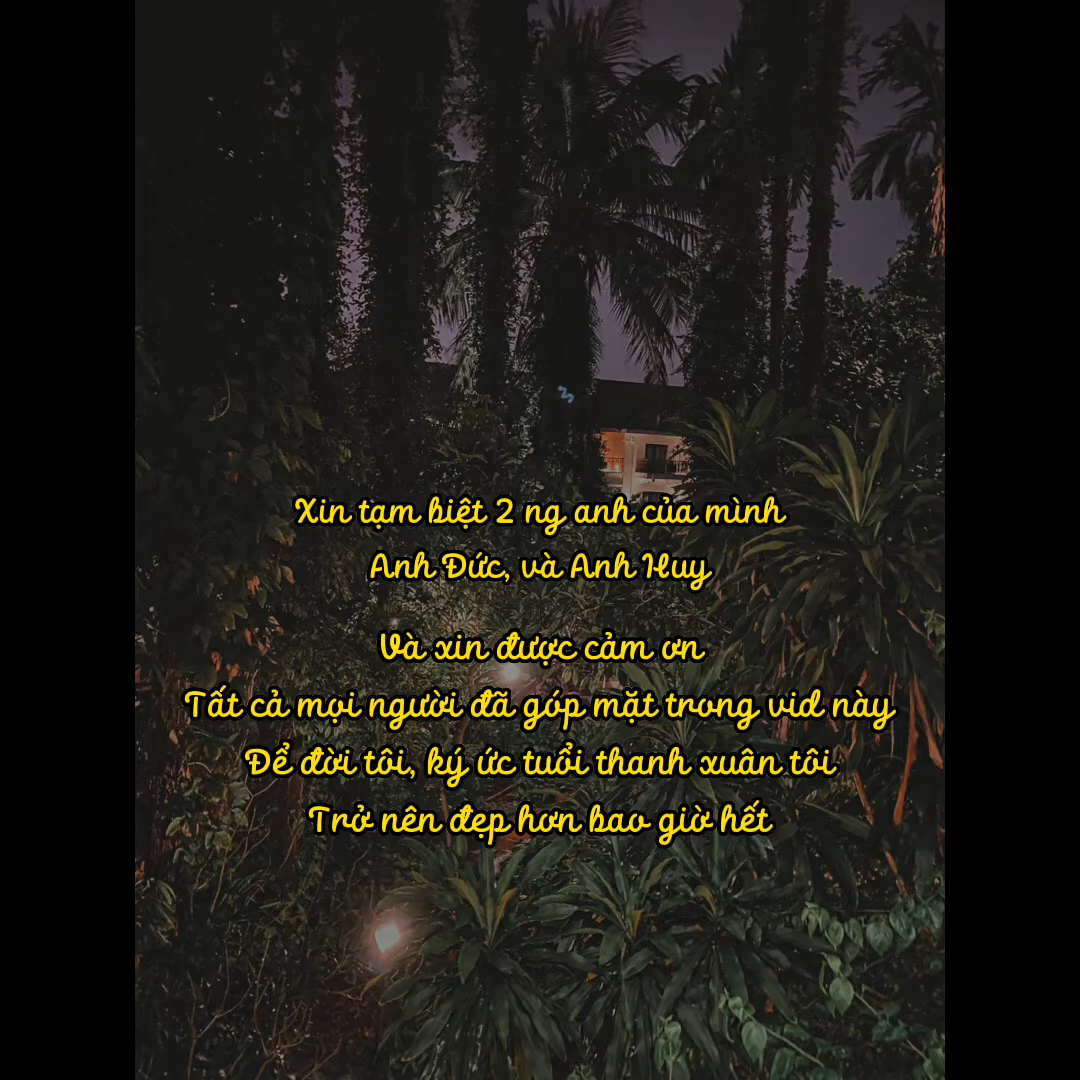 Xin tạm biệt 2 ng anh của mình
Anh Đức, và Anh Huy
Và xin được cảm ơn
Tất cả mọi người đã góp mặt trong vid này
Để đời tôi, ký ức tuổi thanh xuân tôi
Trở nên đẹp hơn bao giờ hết